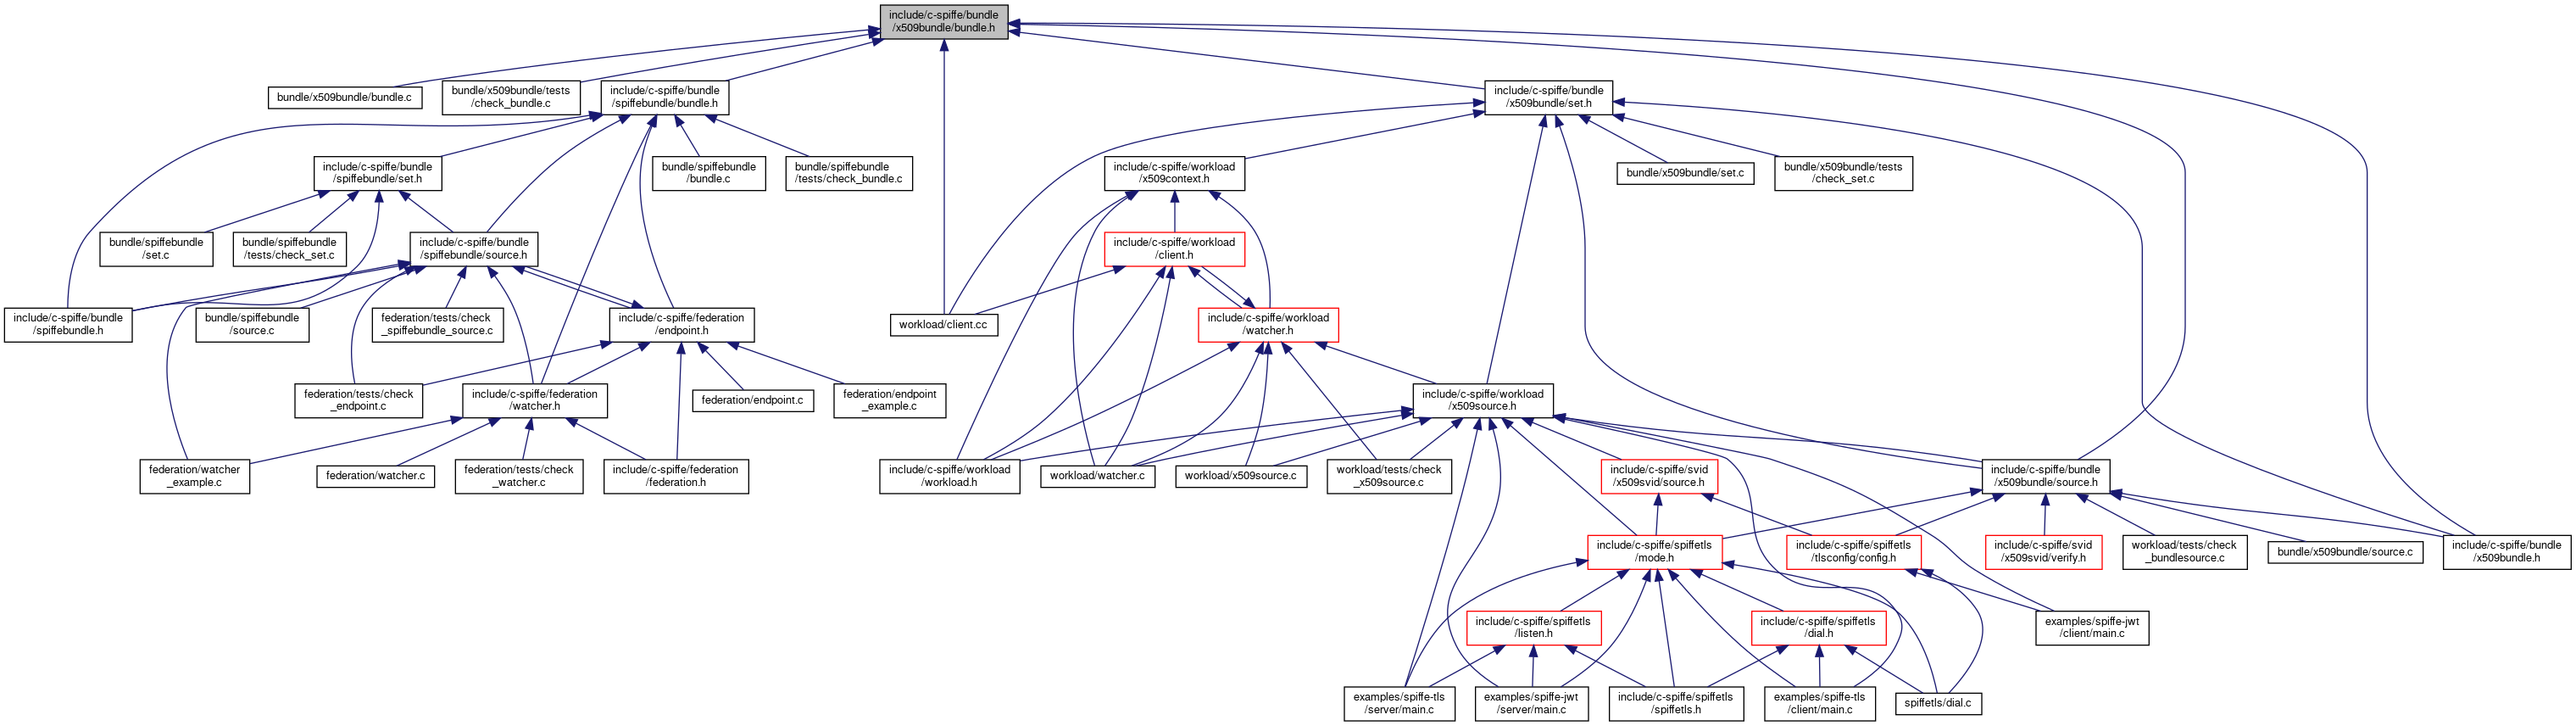 include/c-spiffe/bundle
/x509bundle/bundle.h
bundle/x509bundle/bundle.c
bundle/x509bundle/tests
/check_bundle.c
include/c-spiffe/bundle
/spiffebundle/bundle.h
include/c-spiffe/bundle
/x509bundle/set.h
include/c-spiffe/bundle
/spiffebundle/set.h
bundle/spiffebundle
/bundle.c
bundle/spiffebundle
/tests/check_bundle.c
include/c-spiffe/workload
/x509context.h
bundle/x509bundle/set.c
bundle/x509bundle/tests
/check_set.c
bundle/spiffebundle
/set.c
bundle/spiffebundle
/tests/check_set.c
include/c-spiffe/bundle
/spiffebundle/source.h
include/c-spiffe/workload
/client.h
include/c-spiffe/bundle
/spiffebundle.h
bundle/spiffebundle
/source.c
federation/tests/check
_spiffebundle_source.c
include/c-spiffe/federation
/endpoint.h
workload/client.cc
include/c-spiffe/workload
/watcher.h
federation/tests/check
_endpoint.c
include/c-spiffe/federation
/watcher.h
federation/endpoint.c
federation/endpoint
_example.c
include/c-spiffe/workload
/x509source.h
federation/watcher
_example.c
federation/watcher.c
federation/tests/check
_watcher.c
include/c-spiffe/federation
/federation.h
include/c-spiffe/workload
/workload.h
workload/watcher.c
workload/x509source.c
workload/tests/check
_x509source.c
include/c-spiffe/svid
/x509svid/source.h
include/c-spiffe/bundle
/x509bundle/source.h
include/c-spiffe/spiffetls
/mode.h
include/c-spiffe/spiffetls
/tlsconfig/config.h
include/c-spiffe/svid
/x509svid/verify.h
workload/tests/check
_bundlesource.c
bundle/x509bundle/source.c
include/c-spiffe/bundle
/x509bundle.h
include/c-spiffe/spiffetls
/listen.h
include/c-spiffe/spiffetls
/dial.h
examples/spiffe-jwt
/client/main.c
examples/spiffe-tls
/server/main.c
examples/spiffe-jwt
/server/main.c
include/c-spiffe/spiffetls
/spiffetls.h
examples/spiffe-tls
/client/main.c
spiffetls/dial.c